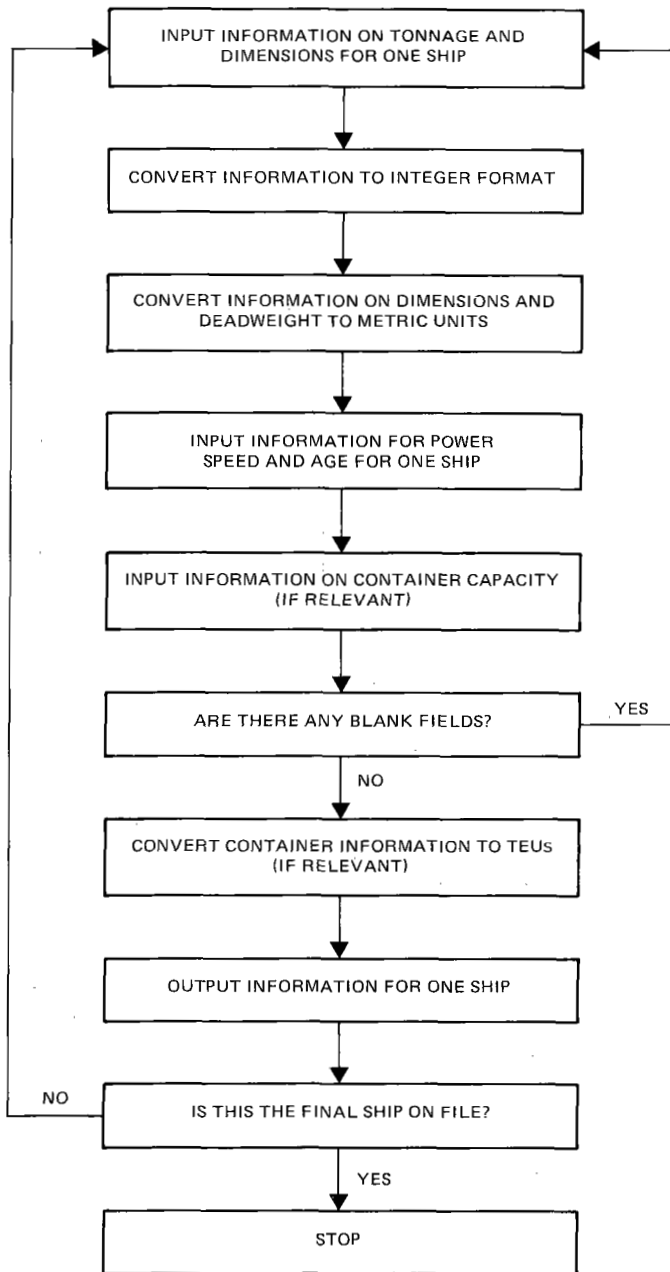 INPUT INFORMATION ON TONNAGE AND
DIMENSIONS FOR ONE SHIP
CONVERT INFORMATION TO INTEGER FORMAT
CONVERT INFORMATION ON DIMENSIONS AND
DEADWEIGHT TO METRIC UNITS
INPUT INFORMATION FOR POWER
SPEED AND AGE FOR ONE SHIP
INPUT INFORMATION ON CONTAINER CAPACITY
(IF RELEVANT)
ARE THERE ANY BLANK FIELDS?
YES
NO
CONVERT CONTAINER INFORMATION TO TEUs
(IF RELEVANT)
OUTPUT INFORMATION FOR ONE SHIP
NO
IS THIS THE FINAL SHIP ON FILE?
YES
STOP